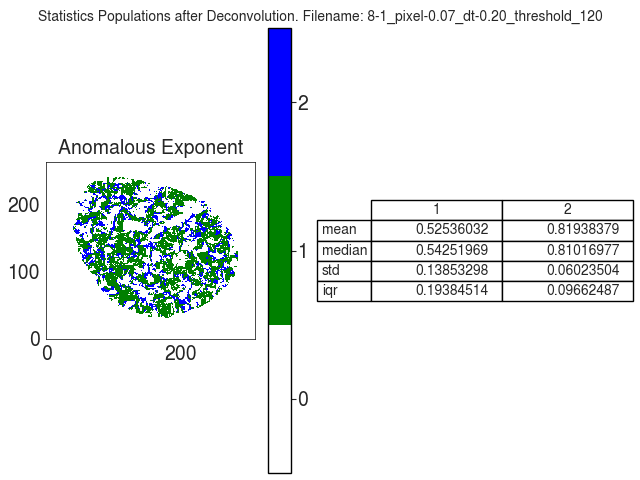 Statistics Populations after Deconvolution. Filename: 8-1_pixel-0.07_dt-0.20_threshold_120
Anomalous Exponent
200
100
0
0 200
2
1
0
1 2
mean 0.52536032 0.81938379
median 0.54251969 0.81016977
std 0.13853298 0.06023504
iqr 0.19384514 0.09662487